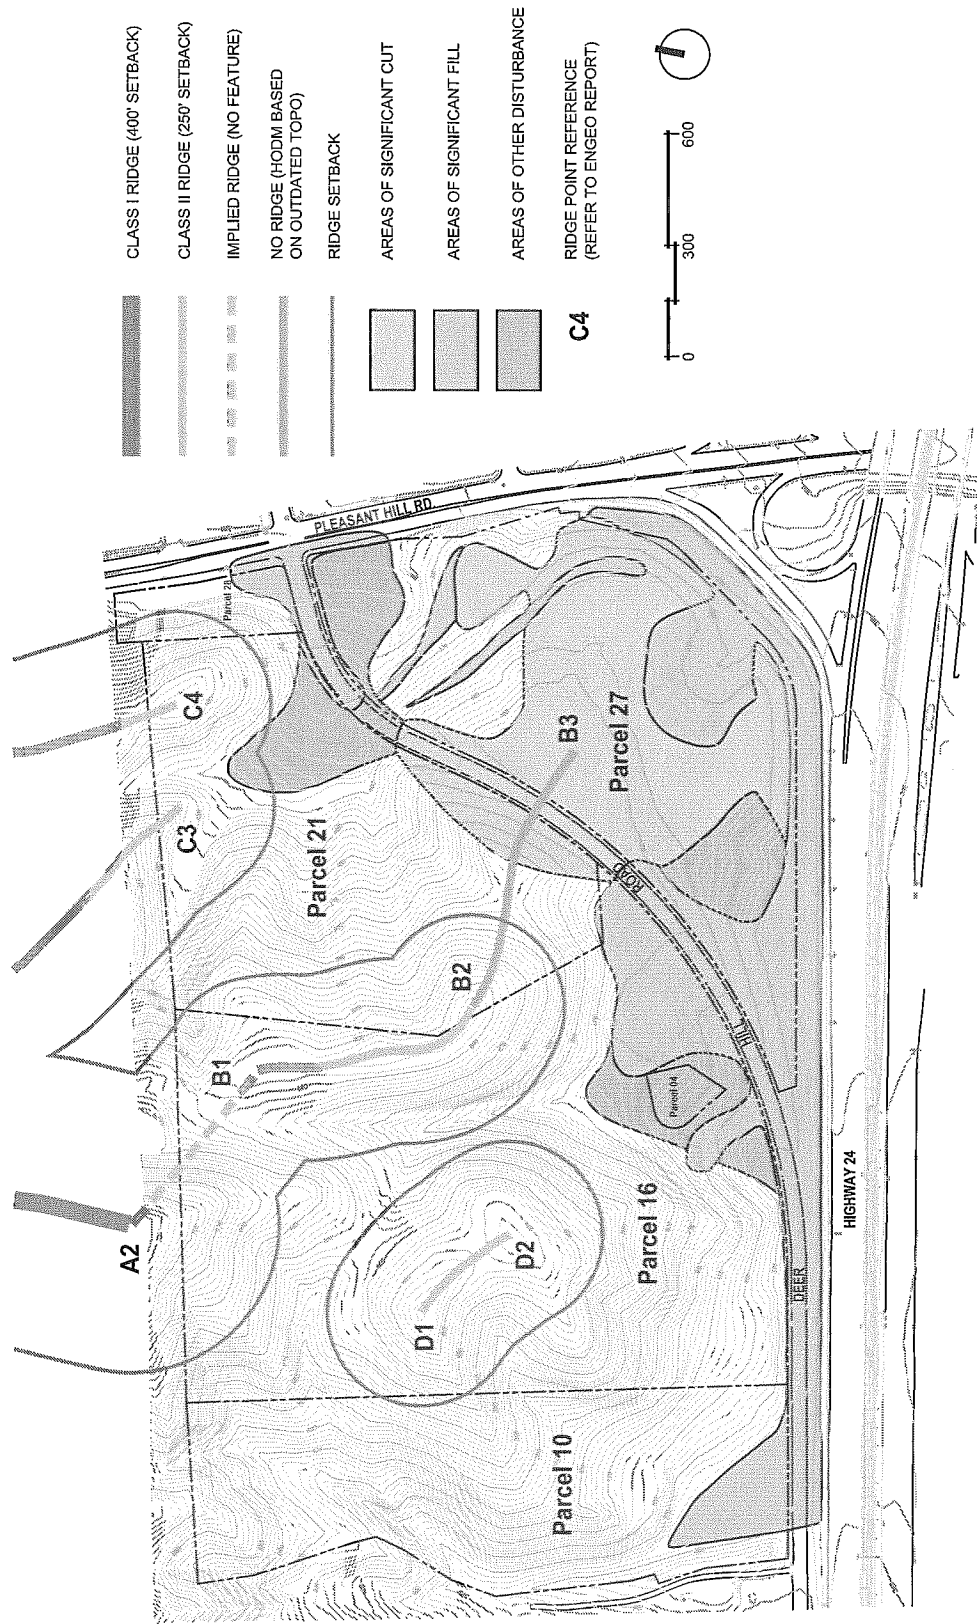 CLASS I RIDGE (400' SETBACK)
CLASS II RIDGE (250' SETBACK)
IMPLIED RIDGE (NO FEATURE)
NO RIDGE (HODM BASED
ON OUTDATED TOPO)
RIDGE SETBACK
AREAS OF SIGNIFICANT CUT
AREAS OF SIGNIFICANT FILL
AREAS OF OTHER DISTURBANCE
C4
RIDGE POINT REFERENCE
(REFER TO ENGEO REPORT)
0
300
600
A2
B1
C3
C4
Parcel 28
PLEASANT HILL RD.
Parcel 21
D1
B2
D2
B3
Parcel 10
Parcel 16
Parcel 04
Parcel 27
DEER
HILL
ROAD
HIGHWAY 24